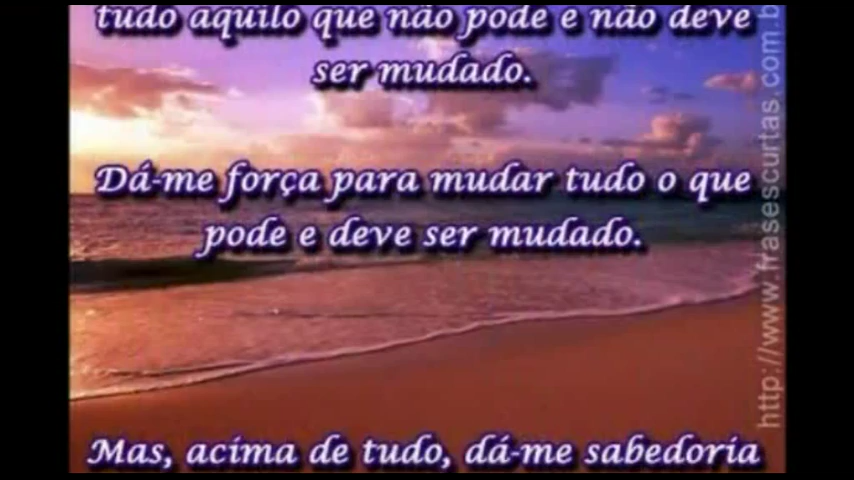 tudo aquilo que não pode e não deve
ser mudado.
Dá-me força para mudar tudo o que
pode e deve ser mudado.
Mas, acima de tudo, dá-me sabedoria
http://www.frasescurtas.com.b